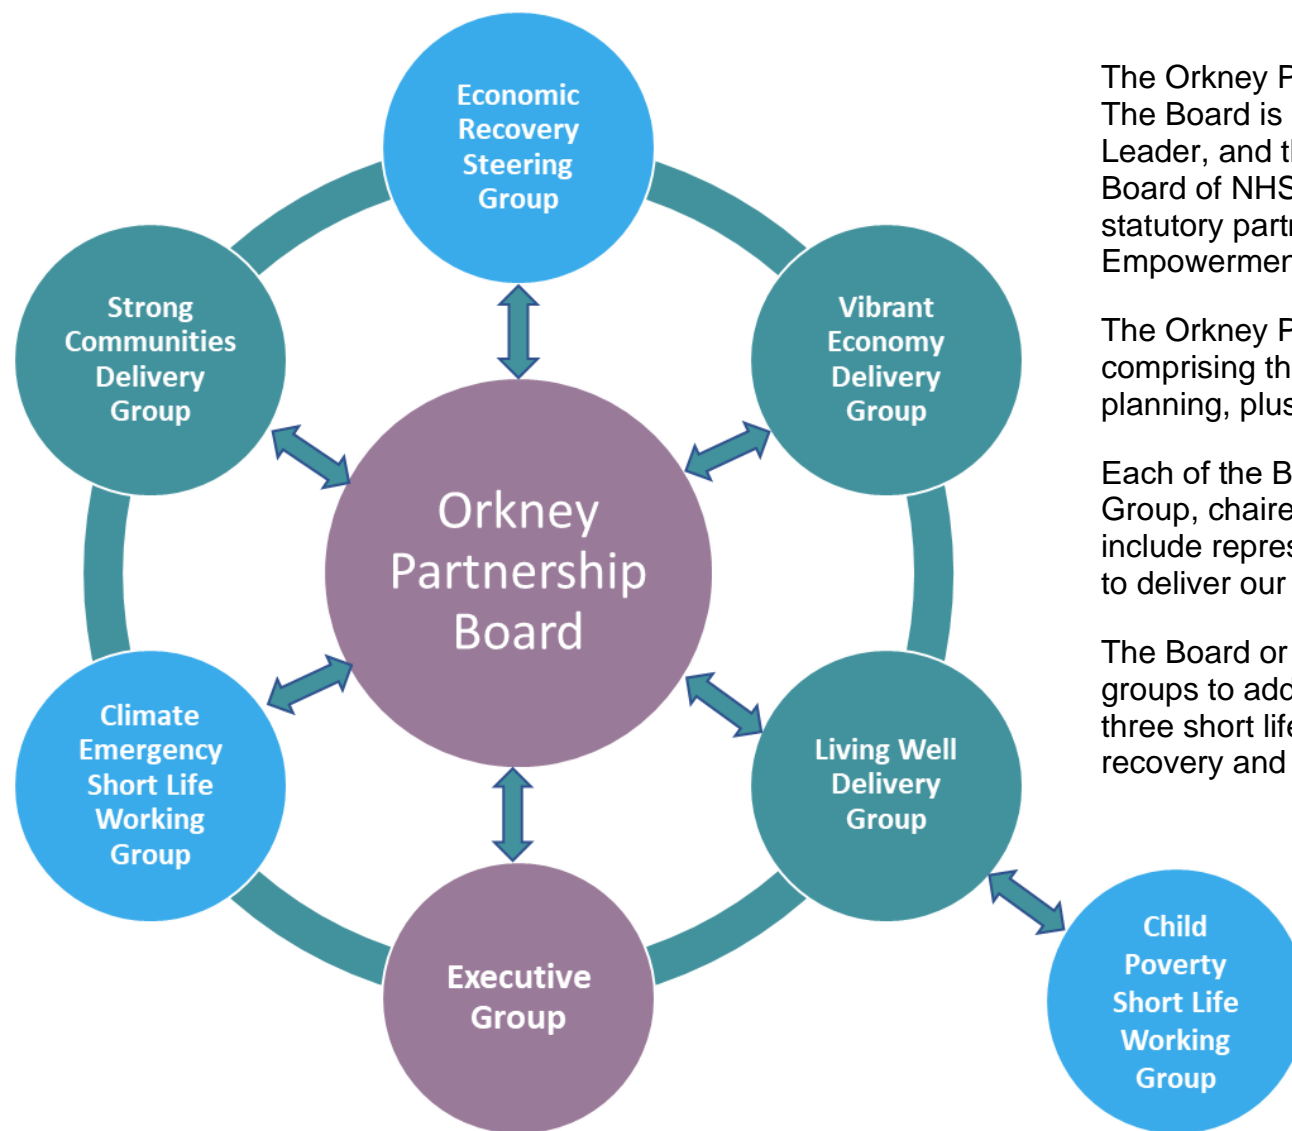 Economic
Recovery
Steering
Group
Strong
Communities
Delivery
Group
Vibrant
Economy
Delivery
Group
Orkney
Partnership
Board
Climate
Emergency
Short Life
Working
Group
Living Well
Delivery
Group
Executive
Group
Child
Poverty
Short Life
Working
Group
The Orkney P
The Board is
Leader, and t
Board of NHS
statutory part
Empowermen
The Orkney P
comprising th
planning, plus
Each of the B
Group, chaire
include repres
to deliver our
The Board or
groups to add
three short life
recovery and